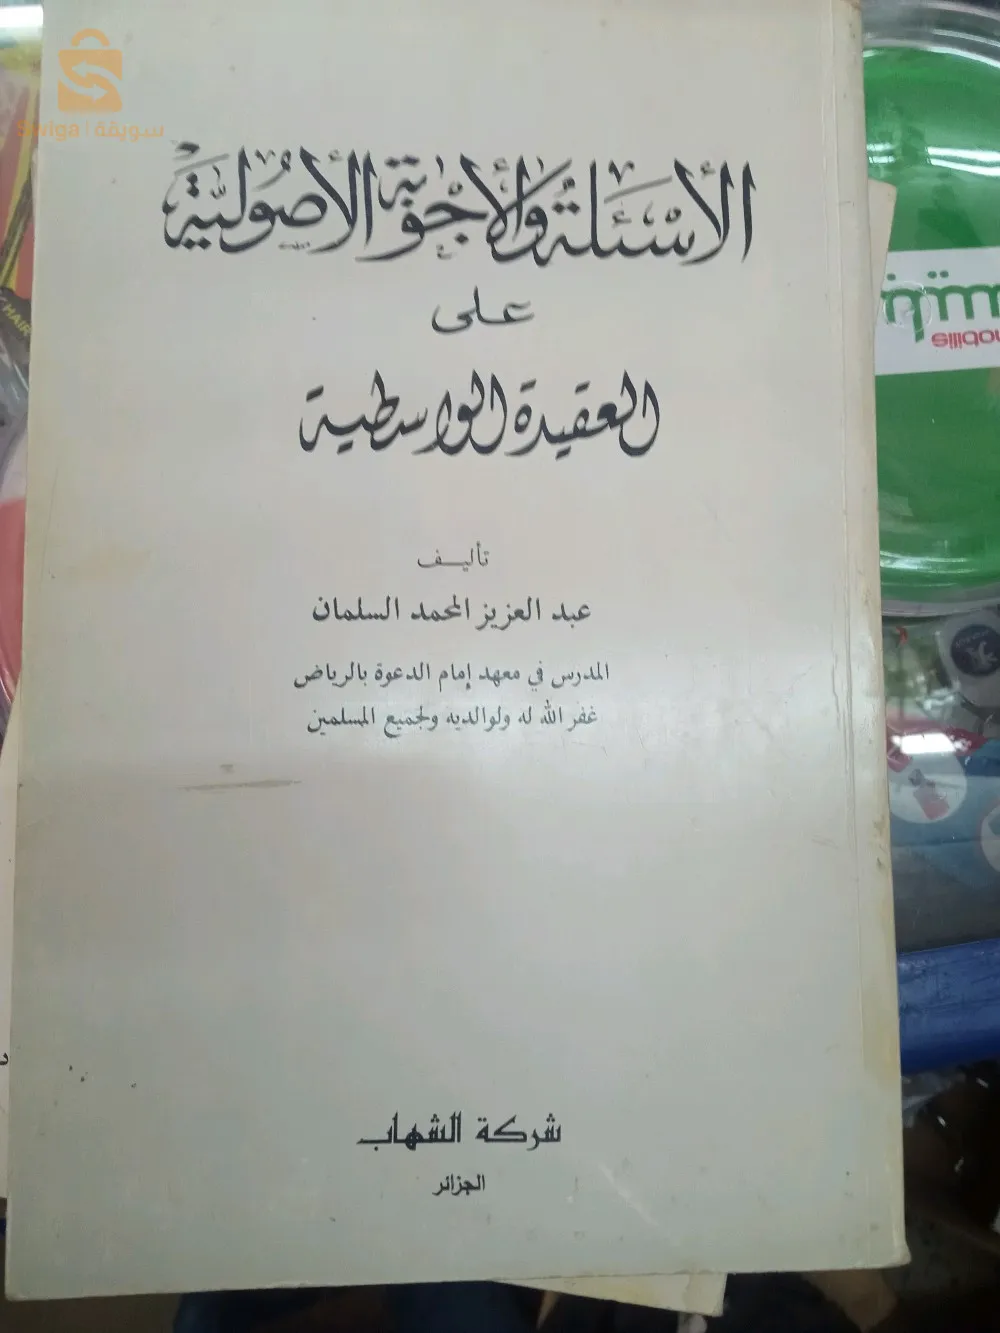 Swiga | سويقة
الأسئلة والأجوبة الأصولية
على
العقيدة الواسطية
تأليف
عبد العزيز المحمد السلمان
المدرس في معهد إمام الدعوة بالرياض
غفر الله له ولوالديه ولجميع المسلمين
شركة الشهاب
الجزائر
HAIR